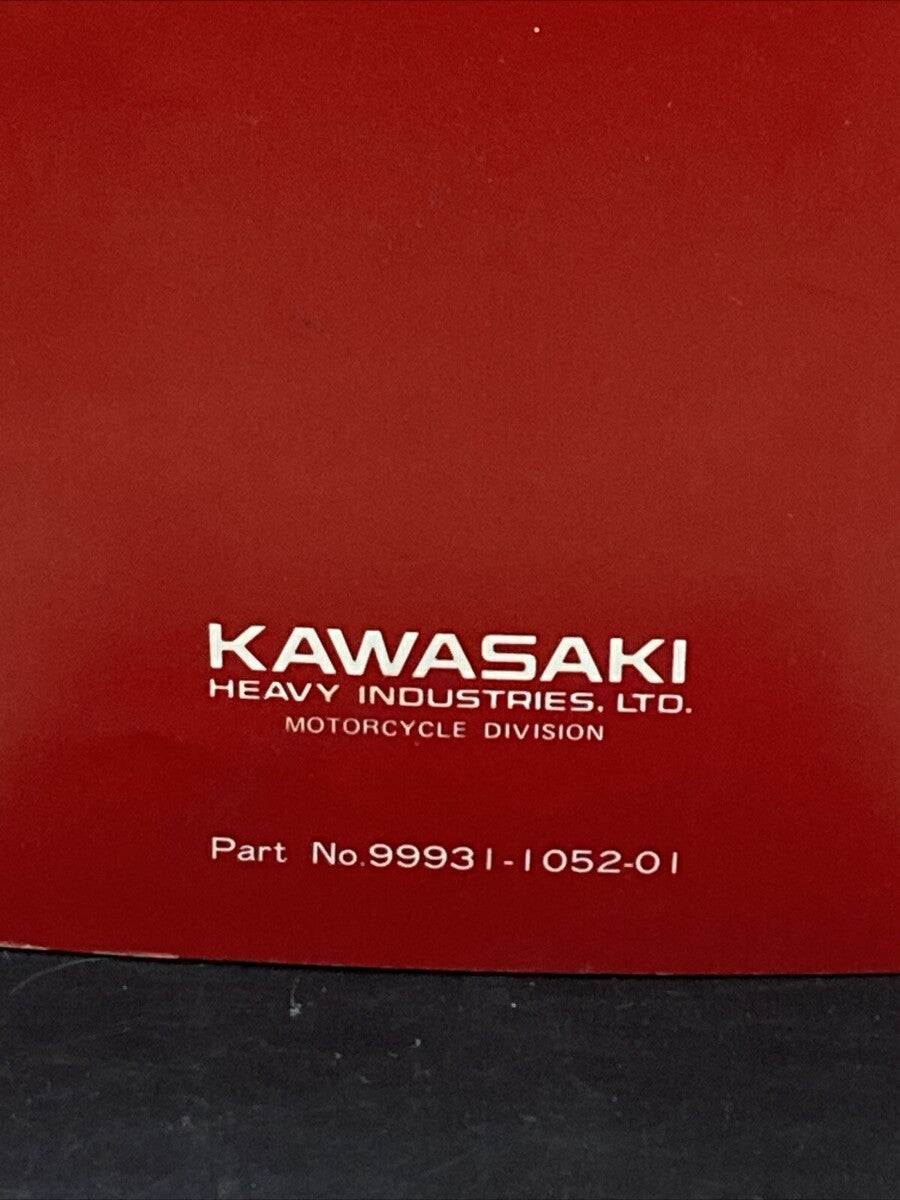 KAWASAKI
HEAVY INDUSTRIES, LTD.
MOTORCYCLE DIVISION
Part No.99931-1052-01